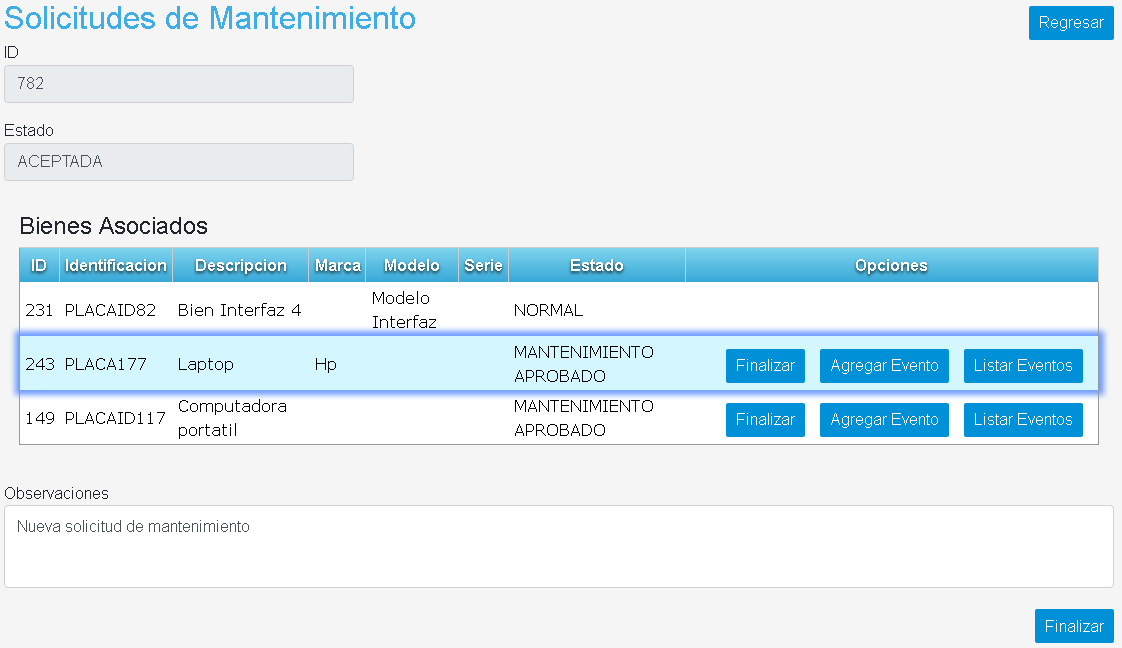 Solicitudes de Mantenimiento
Regresar
ID
782
Estado
ACEPTADA
Bienes Asociados
ID Identificacion Descripcion Marca Modelo Serie Estado Opciones
231 PLACAID82 Bien Interfaz 4 Modelo Interfaz NORMAL
243 PLACA177 Laptop Hp MANTENIMIENTO APROBADO Finalizar Agregar Evento Listar Eventos
149 PLACAID117 Computadora portatil MANTENIMIENTO APROBADO Finalizar Agregar Evento Listar Eventos
Observaciones
Nueva solicitud de mantenimiento
Finalizar